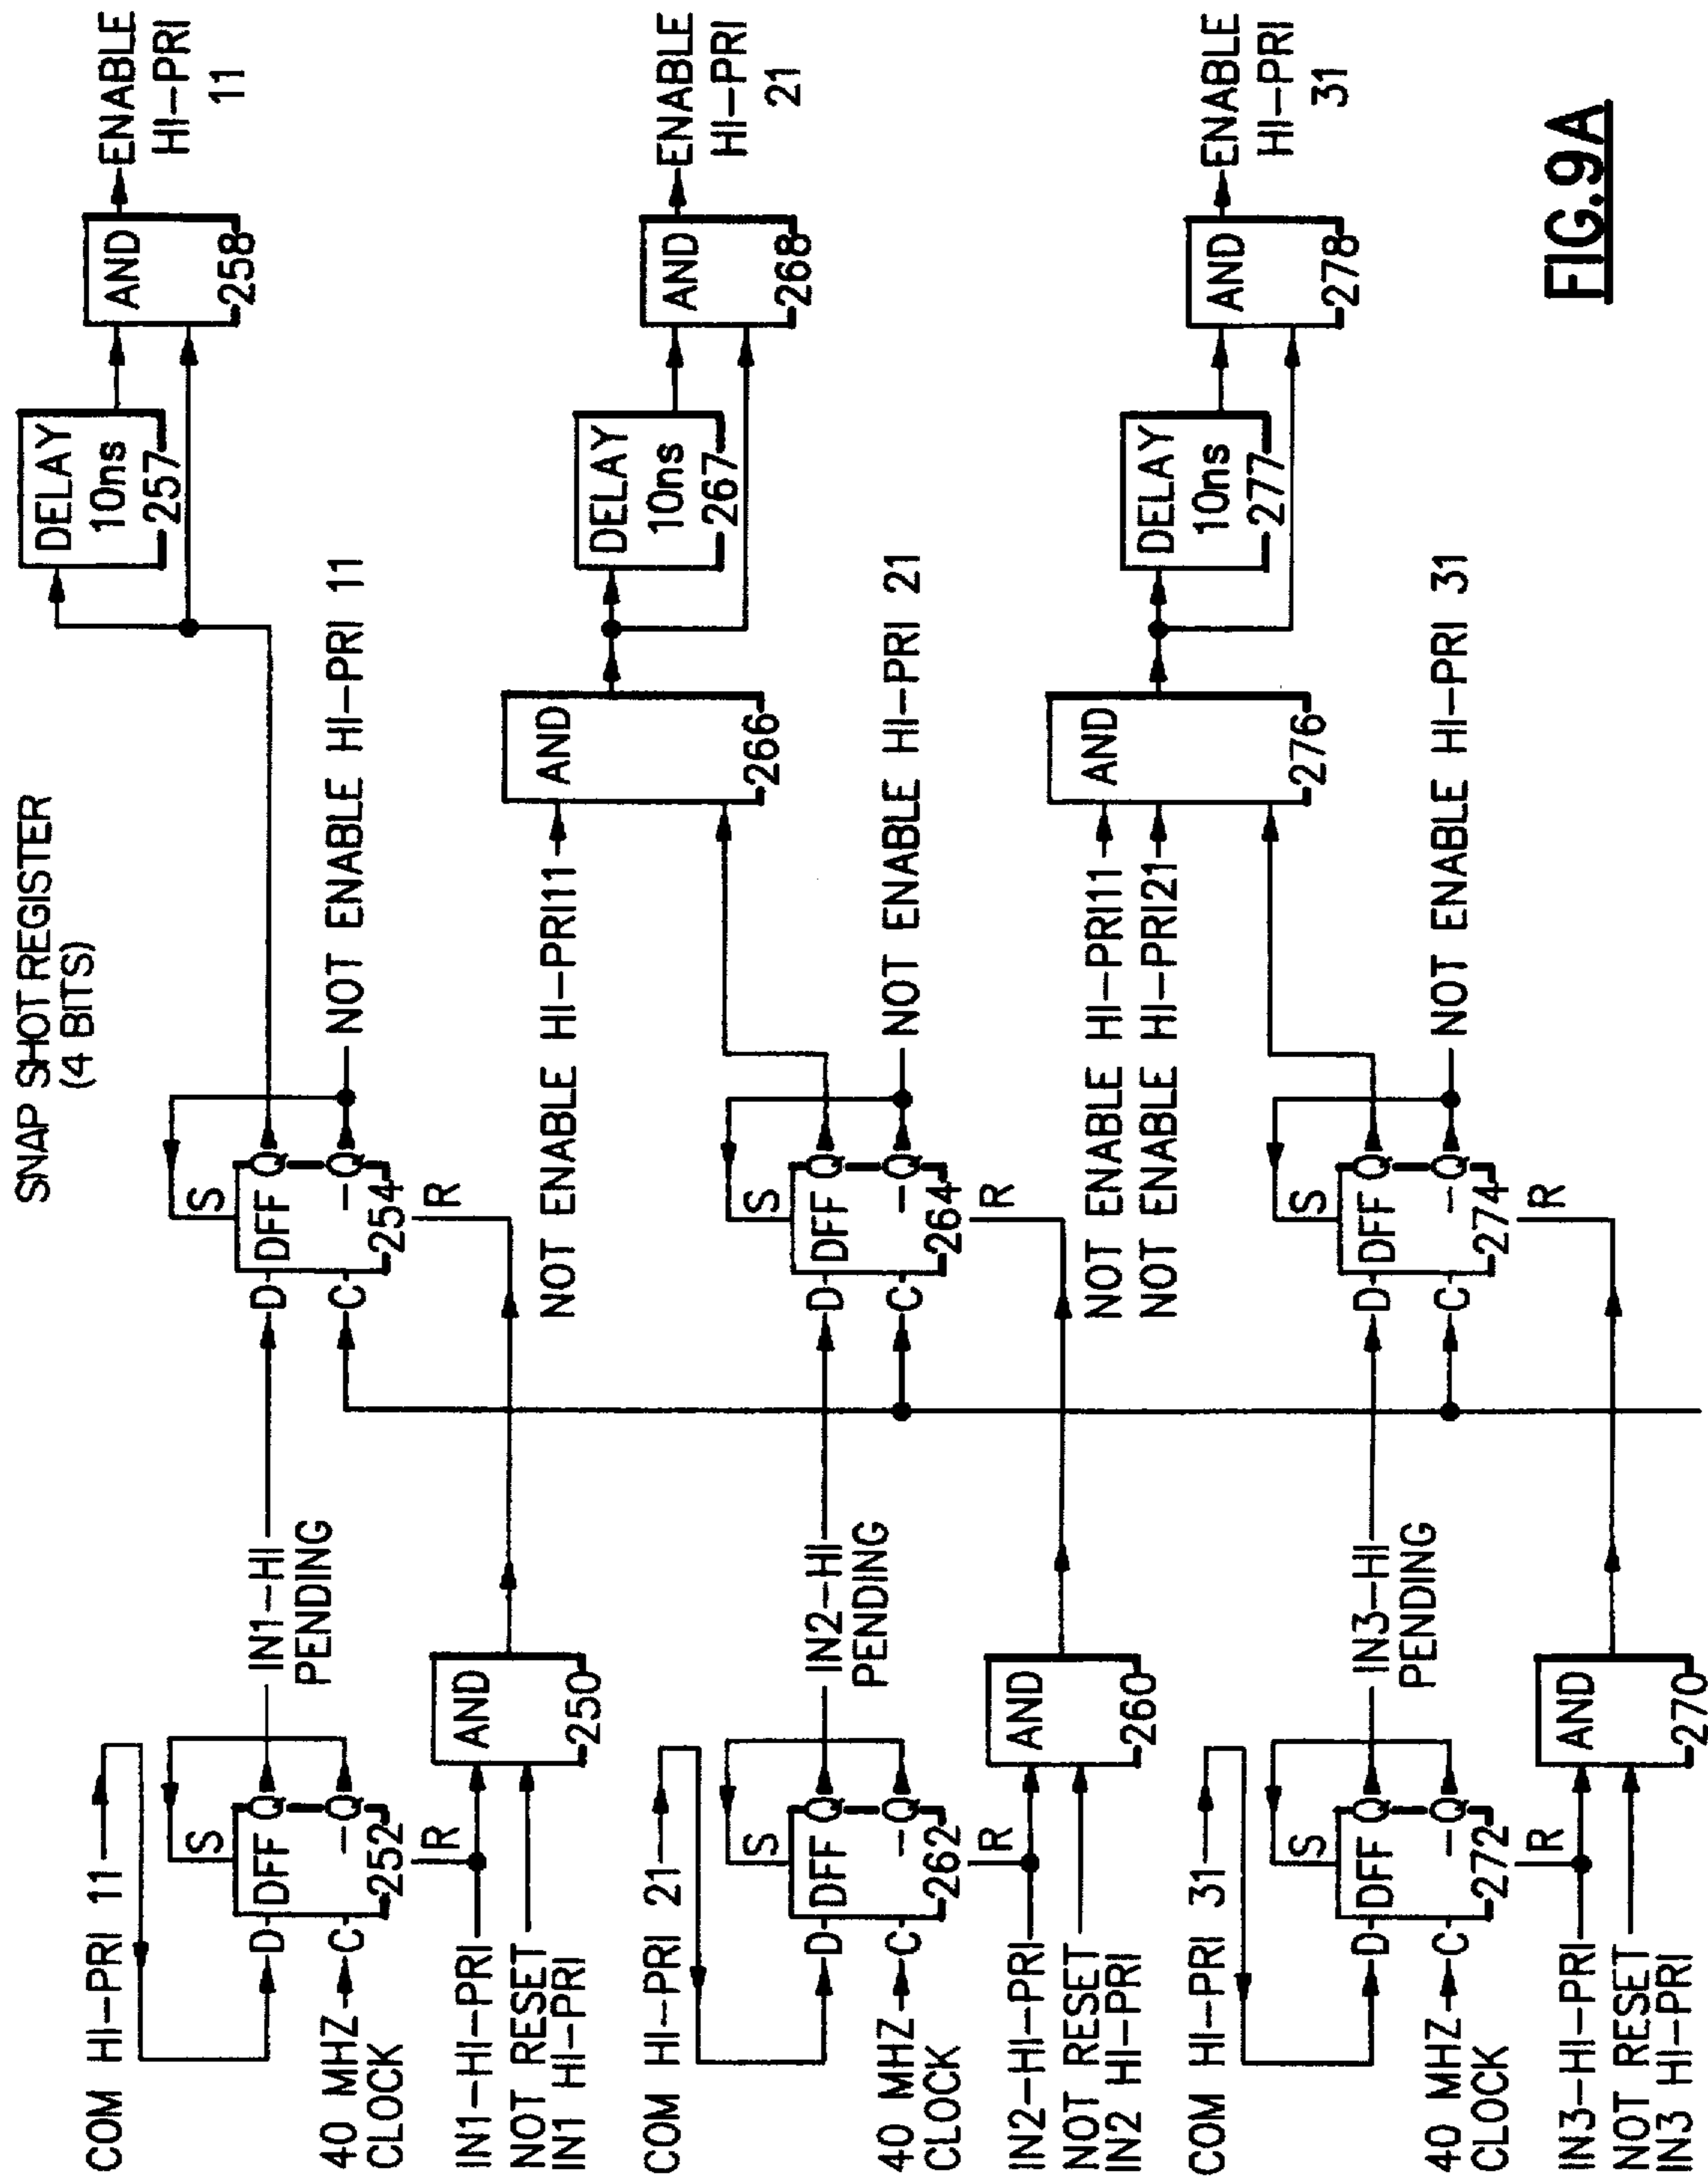 SNAP SHOT REGISTER
(4 BITS)
COM HI-PRI 11
S
D
DFF
Q
C
Q
252
R
40 MHZ
CLOCK
IN1-HI-PRI
NOT RESET
IN1 HI-PRI
AND
250
IN1-HI
PENDING
S
D
DFF
Q
C
Q
254
R
NOT ENABLE HI-PRI 11
DELAY
10ns
257
AND
258
ENABLE
HI-PRI
11
COM HI-PRI 21
S
D
DFF
Q
C
Q
262
R
40 MHZ
CLOCK
IN2-HI-PRI
NOT RESET
IN2 HI-PRI
AND
260
IN2-HI
PENDING
S
D
DFF
Q
C
Q
264
R
NOT ENABLE HI-PRI11
NOT ENABLE HI-PRI 21
AND
266
DELAY
10ns
267
AND
268
ENABLE
HI-PRI
21
COM HI-PRI 31
S
D
DFF
Q
C
Q
272
R
40 MHZ
CLOCK
IN3-HI-PRI
NOT RESET
IN3 HI-PRI
AND
270
IN3-HI
PENDING
S
D
DFF
Q
C
Q
274
R
NOT ENABLE HI-PRI11
NOT ENABLE HI-PRI21
NOT ENABLE HI-PRI 31
AND
276
DELAY
10ns
277
AND
278
ENABLE
HI-PRI
31
FIG.9A